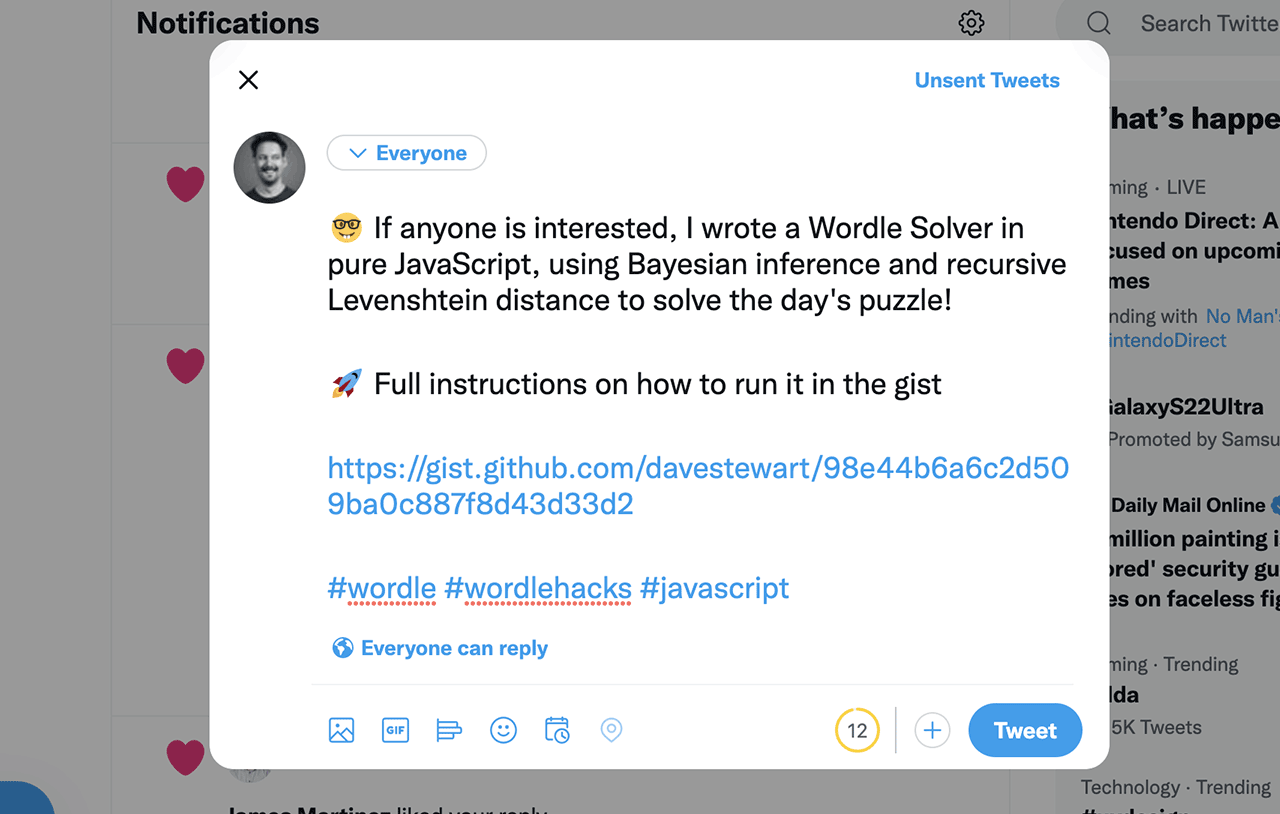 Notifications
Search Twitte
Unsent Tweets
Everyone
🤓 If anyone is interested, I wrote a Wordle Solver in
pure JavaScript, using Bayesian inference and recursive
Levenshtein distance to solve the day's puzzle!
🚀 Full instructions on how to run it in the gist
https://gist.github.com/davestewart/98e44b6a6c2d50
9ba0c887f8d43d33d2
#wordle #wordlehacks #javascript
Everyone can reply
GIF
12
Tweet
hat's happe
ming · LIVE
ntendo Direct: A
cused on upcomi
mes
nding with No Man's
intendoDirect
GalaxyS22Ultra
Promoted by Samsu
Daily Mail Online
million painting i
ored' security gu
es on faceless fig
ming · Trending
lda
5K Tweets
Technology · Trending
James Martinez liked your reply